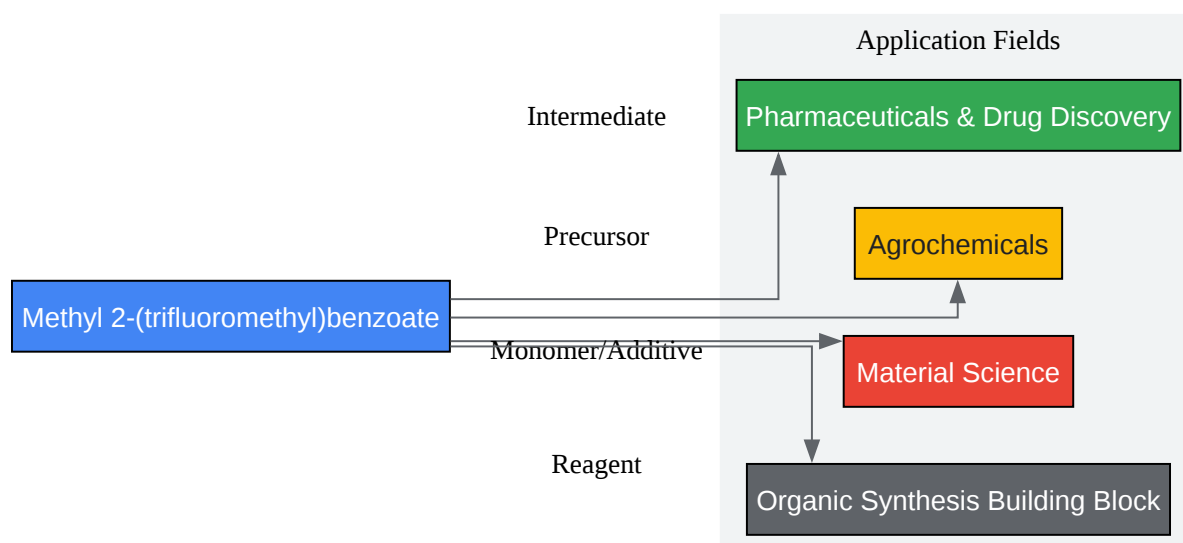 Application Fields
Intermediate
Pharmaceuticals & Drug Discovery
Precursor
Agrochemicals
Methyl 2-(trifluoromethyl)benzoate
Monomer/Additive
Material Science
Reagent
Organic Synthesis Building Block